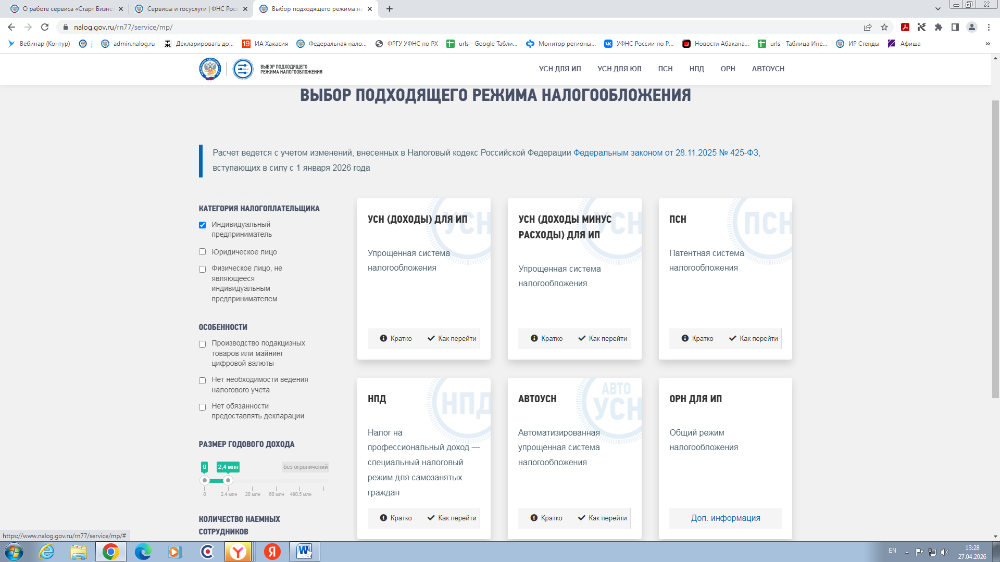 О работе сервиса «Старт Бизне
Сервисы и госуслуги | ФНС Росс
Выбор подходящего режима на
nalog.gov.ru/rn77/service/mp/
Вебинар (Контур)
j
admin.nalog.ru
Декларировать до...
19 ИА Хакасия
Федеральная нало...
ФРГУ УФНС по РХ
urls - Google Табли...
Монитор регионы...
УФНС России по Р...
Новости Абакана...
urls - Таблица Ине...
ИР Стенды
Афиша
»
ВЫБОР ПОДХОДЯЩЕГО
РЕЖИМА НАЛОГООБЛОЖЕНИЯ
УСН ДЛЯ ИП УСН ДЛЯ ЮЛ ПСН НПД ОРН АВТОУСН
ВЫБОР ПОДХОДЯЩЕГО РЕЖИМА НАЛОГООБЛОЖЕНИЯ
Расчет ведется с учетом изменений, внесенных в Налоговый кодекс Российской Федерации Федеральным законом от 28.11.2025 № 425-ФЗ,
вступающих в силу с 1 января 2026 года
КАТЕГОРИЯ НАЛОГОПЛАТЕЛЬЩИКА
Индивидуальный
предприниматель
Юридическое лицо
Физическое лицо, не
являющееся
индивидуальным
предпринимателем
ОСОБЕННОСТИ
Производство подакцизных
товаров или майнинг
цифровой валюты
Нет необходимости ведения
налогового учета
Нет обязанности
предоставлять декларации
РАЗМЕР ГОДОВОГО ДОХОДА
0 2,4 млн без ограничений
0 2,4 млн 20 млн 60 млн 490,5 млн
КОЛИЧЕСТВО НАЕМНЫХ
СОТРУДНИКОВ
УСН
УСН (ДОХОДЫ) ДЛЯ ИП
Упрощенная система
налогообложения
Кратко Как перейти
УСН
УСН (ДОХОДЫ МИНУС
РАСХОДЫ) ДЛЯ ИП
Упрощенная система
налогообложения
Кратко Как перейти
ПСН
ПСН
Патентная система
налогообложения
Кратко Как перейти
НПД
НПД
Налог на
профессиональный доход —
специальный налоговый
режим для самозанятых
граждан
Кратко Как перейти
АВТО
УСН
АВТОУСН
Автоматизированная
упрощенная система
налогообложения
Кратко Как перейти
ОРН ДЛЯ ИП
Общий режим
налогообложения
Доп. информация
https://www.nalog.gov.ru/rn77/service/mp/#
EN
13:28
27.04.2026